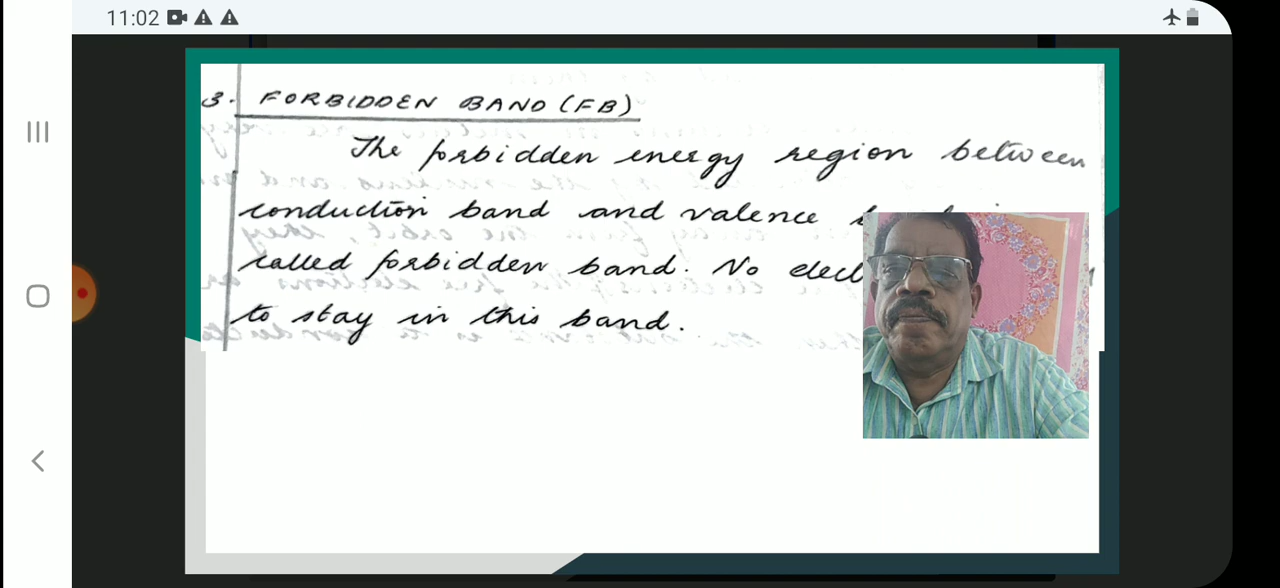 11:02
3. FORBIDDEN BAND (FB)
The forbidden energy region between
conduction band and valence
called forbidden band. No
to stay in this band.